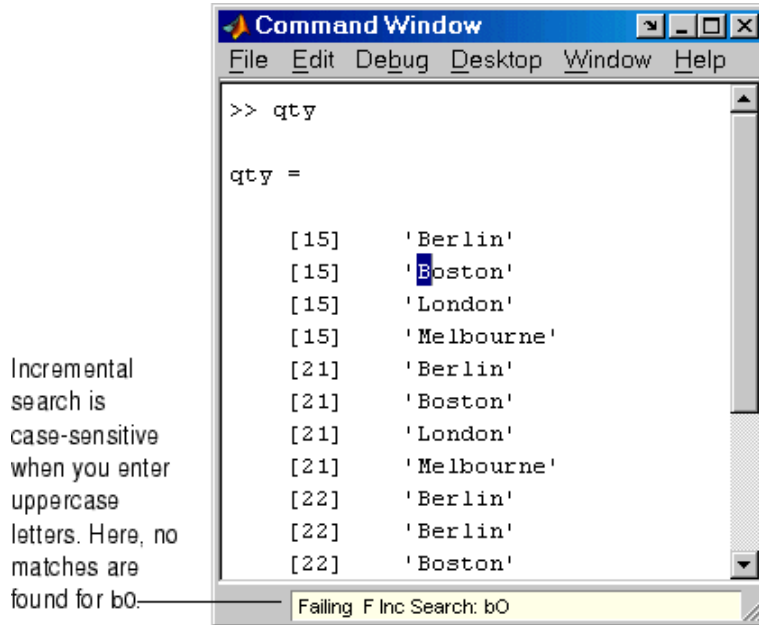 Command Window
File Edit Debug Desktop Window Help
>> qty
qty =
[15] 'Berlin'
[15] 'Boston'
[15] 'London'
[15] 'Melbourne'
[21] 'Berlin'
[21] 'Boston'
[21] 'London'
[21] 'Melbourne'
[22] 'Berlin'
[22] 'Berlin'
[22] 'Boston'
Failing F Inc Search: bO
Incremental
search is
case-sensitive
when you enter
uppercase
letters. Here, no
matches are
found for bO.